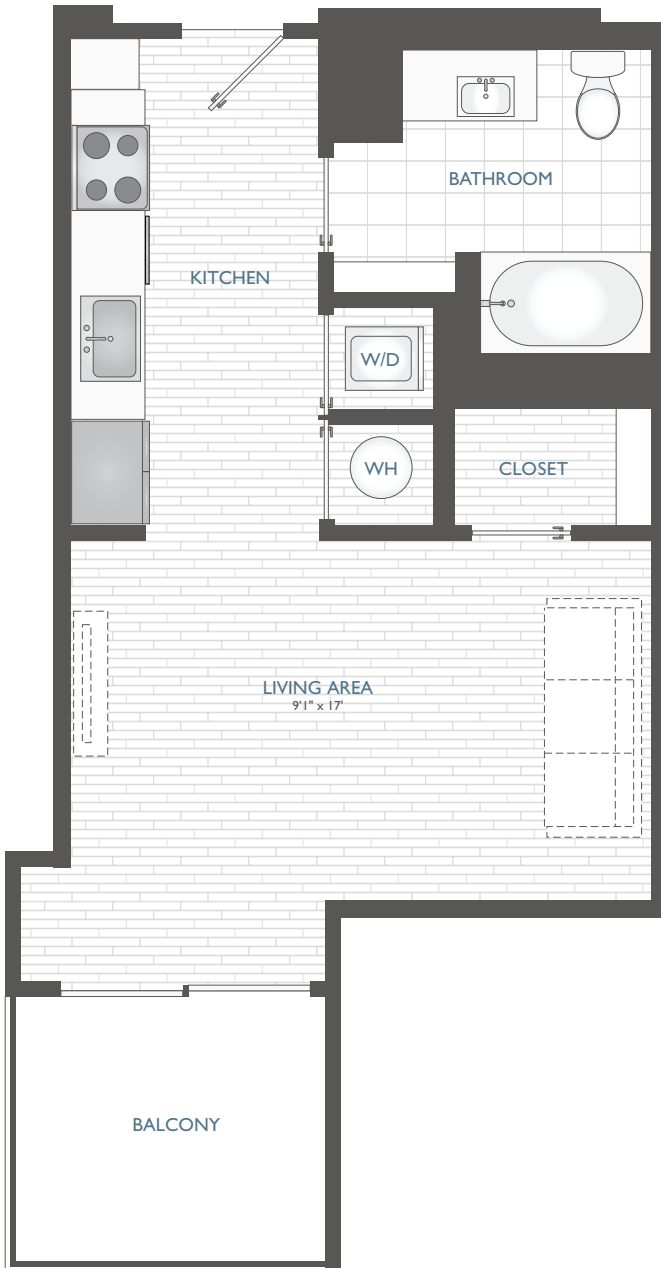 BATHROOM
KITCHEN
W/D
WH
CLOSET
LIVING AREA
9'1" x 17'
BALCONY